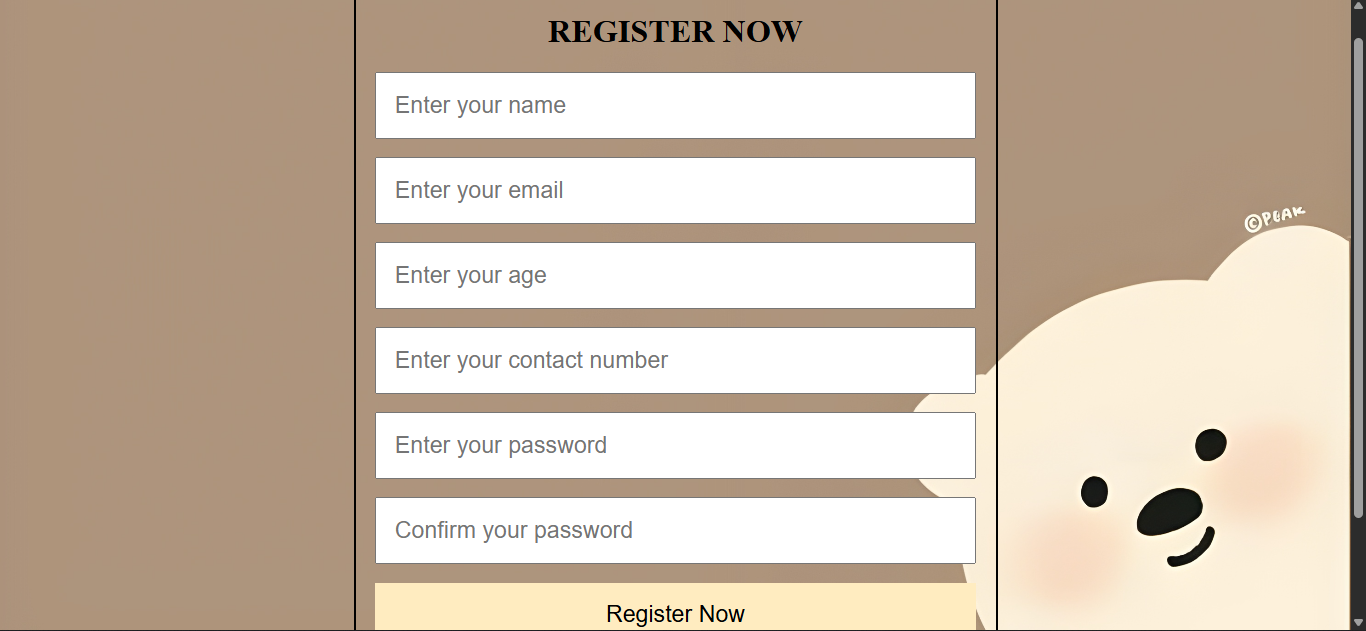 REGISTER NOW
Enter your name
Enter your email
©PEAK
Enter your age
Enter your contact number
Enter your password
Confirm your password
Register Now